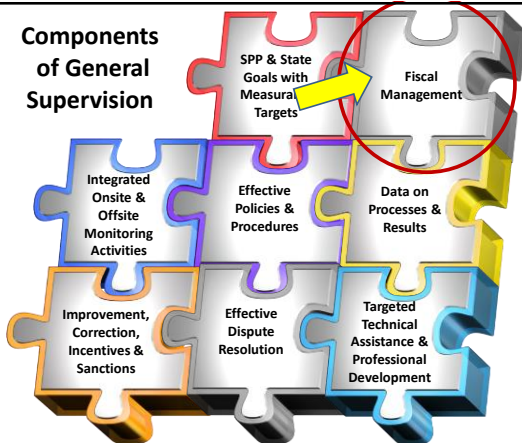 Components
of General
Supervision
SPP & State
Goals with
Measura
Targets
Fiscal
Management
Integrated
Onsite &
Offsite
Monitoring
Activities
Effective
Policies &
Procedures
Data on
Processes &
Results
Improvement,
Correction,
Incentives &
Sanctions
Effective
Dispute
Resolution
Targeted
Technical
Assistance &
Professional
Development